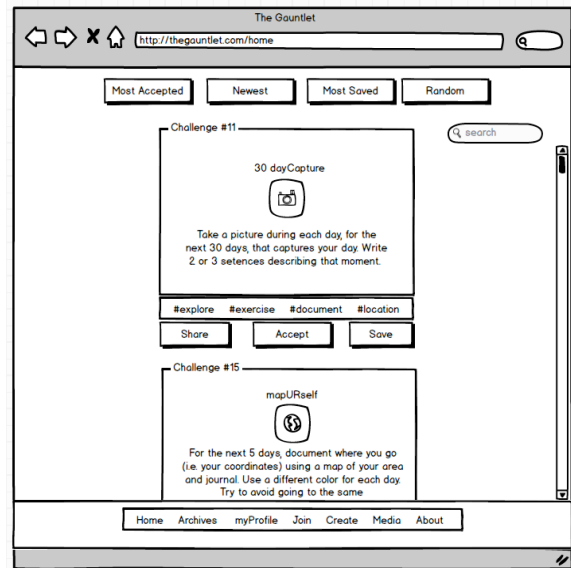 The Gauntlet
http://thegauntlet.com/home
Most Accepted Newest Most Saved Random
search
Challenge #11
30 dayCapture
Take a picture during each day, for the
next 30 days, that captures your day. Write
2 or 3 setences describing that moment.
#explore #exercise #document #location
Share Accept Save
Challenge #15
mapURself
For the next 5 days, document where you go
(i.e. your coordinates) using a map of your area
and journal. Use a different color for each day.
Try to avoid going to the same
Home Archives myProfile Join Create Media About